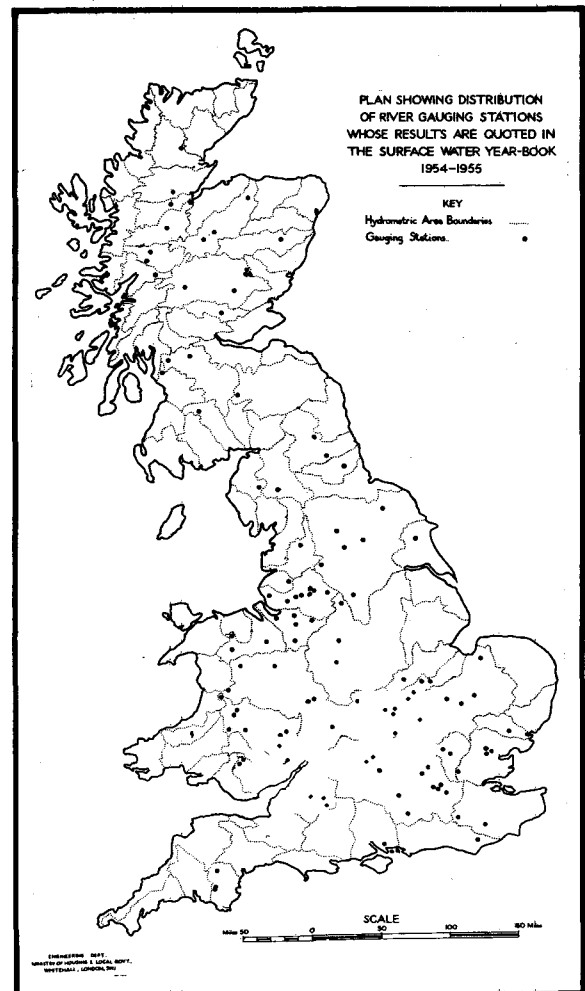 PLAN SHOWING DISTRIBUTION
OF RIVER GAUGING STATIONS
WHOSE RESULTS ARE QUOTED IN
THE SURFACE WATER YEAR-BOOK
1954-1955
KEY
Hydrometric Area Boundaries
Gauging Stations.
SCALE
Miles 50 0 50 100 150 Miles
ENGINEERING DEPT.
MINISTRY OF HOUSING & LOCAL GOVT.
WHITEHALL, LONDON, SW1